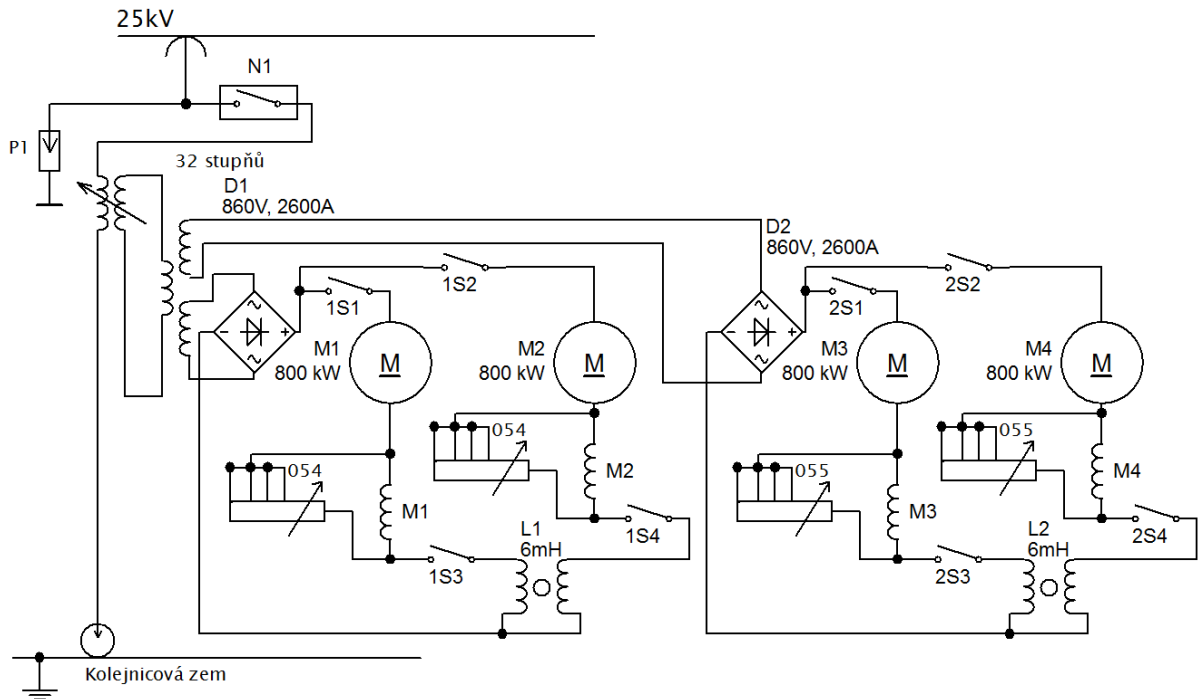 25kV
N1
P1
32 stupňů
D1
860V, 2600A
D2
860V, 2600A
1S2
2S2
1S1
2S1
M1
800 kW
M
M2
800 kW
M
M3
800 kW
M
M4
800 kW
M
054
055
054
M2
055
M4
M1
L1
6mH
1S4
M3
L2
6mH
2S4
1S3
2S3
Kolejnicová zem